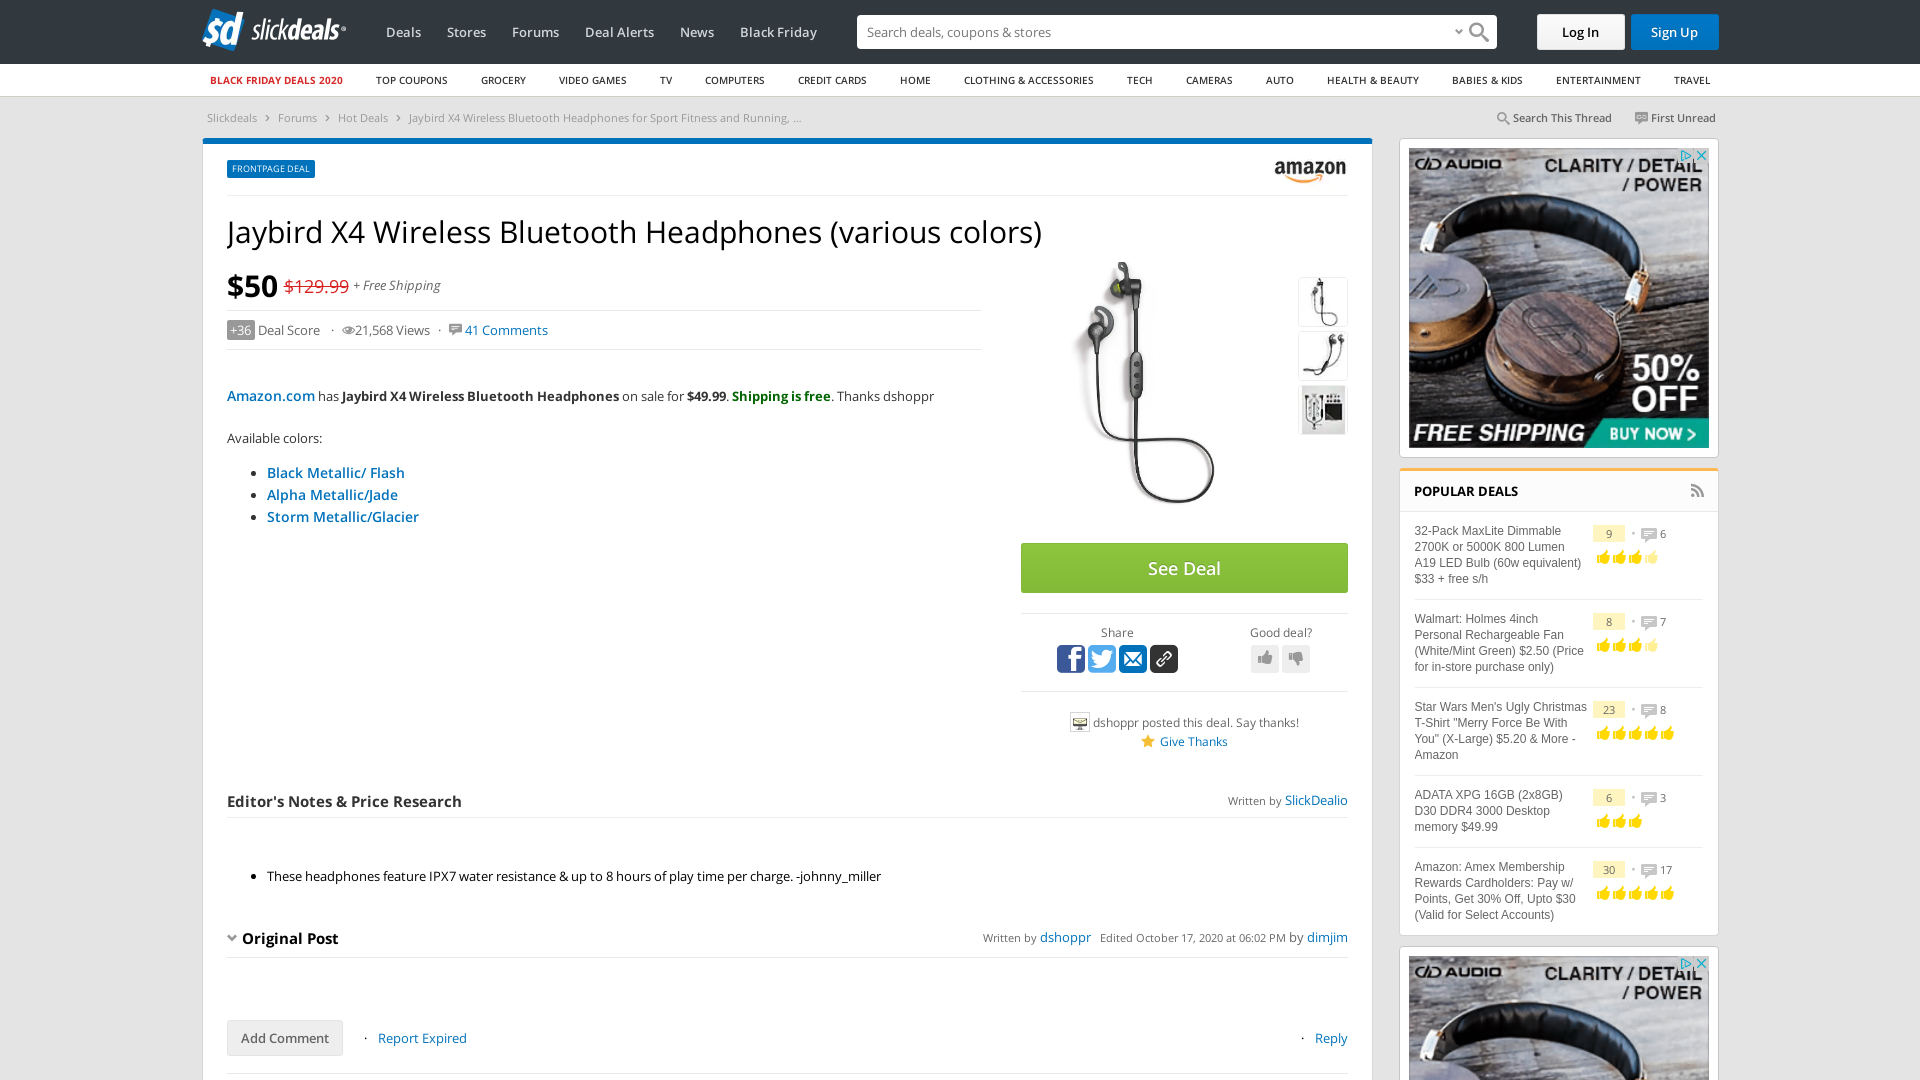 sd slickdeals
Deals
Stores
Forums
Deal Alerts
News
Black Friday
Search deals, coupons & shopping
Log In
Sign Up
BLACK FRIDAY DEALS 2020
TOP COUPONS
GROCERY
VIDEO GAMES
TV
COMPUTERS
CREDIT CARDS
HOME
CLOTHING & ACCESSORIES
TECH
CAMERAS
AUTO
HEALTH & BEAUTY
BABIES & KIDS
ENTERTAINMENT
TRAVEL
Slickdeals › Forums › Hot Deals › Jaybird X4 Wireless Bluetooth Headphones for Sport Fitness and Running, ...
Search This Thread
First Unread
FRONTPAGE DEAL
amazon
Jaybird X4 Wireless Bluetooth Headphones (various colors)
$50 $129.99 + Free Shipping
+36 Deal Score · 21,568 Views · 41 Comments
Amazon.com has Jaybird X4 Wireless Bluetooth Headphones on sale for $49.99. Shipping is free. Thanks dshoppr
Available colors:
Black Metallic/ Flash
Alpha Metallic/Jade
Storm Metallic/Glacier
See Deal
Share
Good deal?
dshoppr posted this deal. Say thanks!
Give Thanks
Editor's Notes & Price Research
Written by SlickDealio
These headphones feature IPX7 water resistance & up to 8 hours of play time per charge. -johnny_miller
Original Post
Written by dshoppr Edited October 17, 2020 at 06:02 PM by dimjim
Add Comment
· Report Expired
· Reply
AUDIO
CLARITY / DETAIL
/ POWER
50%
OFF
FREE SHIPPING
BUY NOW >
POPULAR DEALS
32-Pack MaxLite Dimmable
2700K or 5000K 800 Lumen
A19 LED Bulb (60w equivalent)
$33 + free s/h
9 · 6
Walmart: Holmes 4inch
Personal Rechargeable Fan
(White/Mint Green) $2.50 (Price
for in-store purchase only)
8 · 7
Star Wars Men's Ugly Christmas
T-Shirt "Merry Force Be With
You" (X-Large) $5.20 & More -
Amazon
23 · 8
ADATA XPG 16GB (2x8GB)
D30 DDR4 3000 Desktop
memory $49.99
6 · 3
Amazon: Amex Membership
Rewards Cardholders: Pay w/
Points, Get 30% Off, Upto $30
(Valid for Select Accounts)
30 · 17
AUDIO
CLARITY / DETAIL
/ POWER